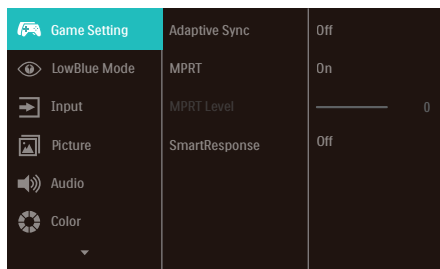 Game Setting Adaptive Sync Off
LowBlue Mode MPRT On
Input MPRT Level 0
Picture SmartResponse Off
Audio
Color